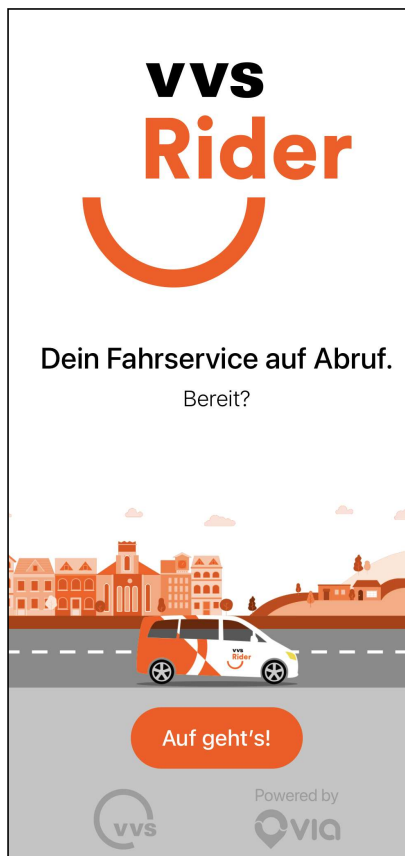 vvs
Rider
Dein Fahrservice auf Abruf.
Bereit?
vvs
Rider
Auf geht's!
Powered by
vvs
via